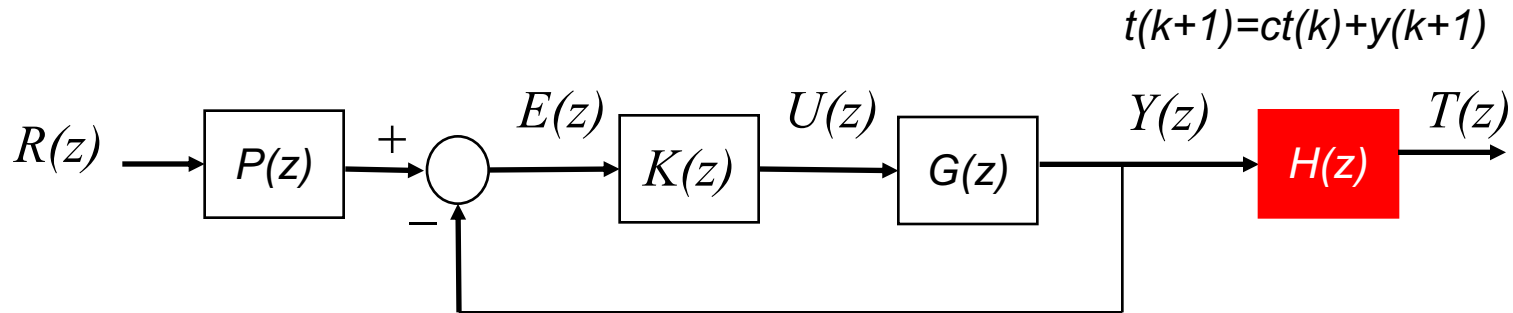 t(k+1)=ct(k)+y(k+1)
R(z) P(z) + − E(z) K(z) U(z) G(z) Y(z) H(z) T(z)